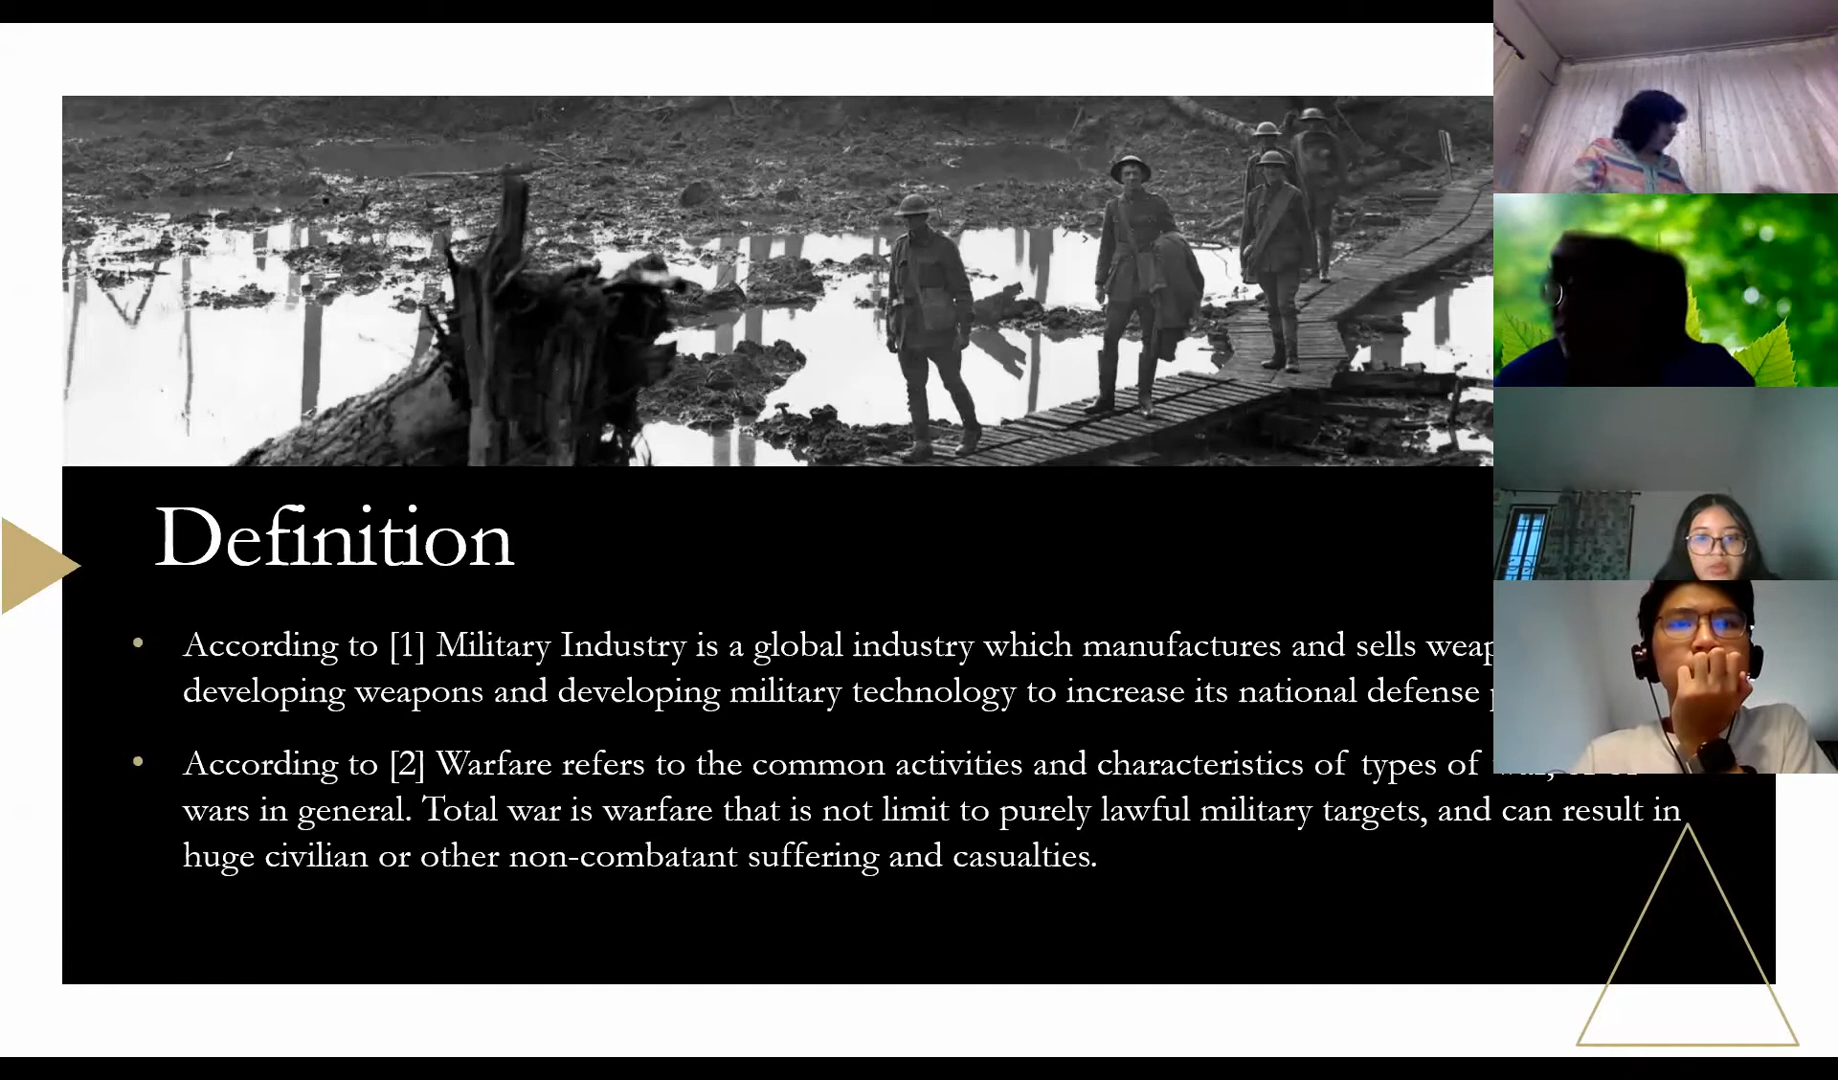 Definition
• According to [1] Military Industry is a global industry which manufactures and sells
developing weapons and developing military technology to increase its national defense
• According to [2] Warfare refers to the common activities and characteristics of types of
wars in general. Total war is warfare that is not limit to purely lawful military targets, and can result in
huge civilian or other non-combatant suffering and casualties.